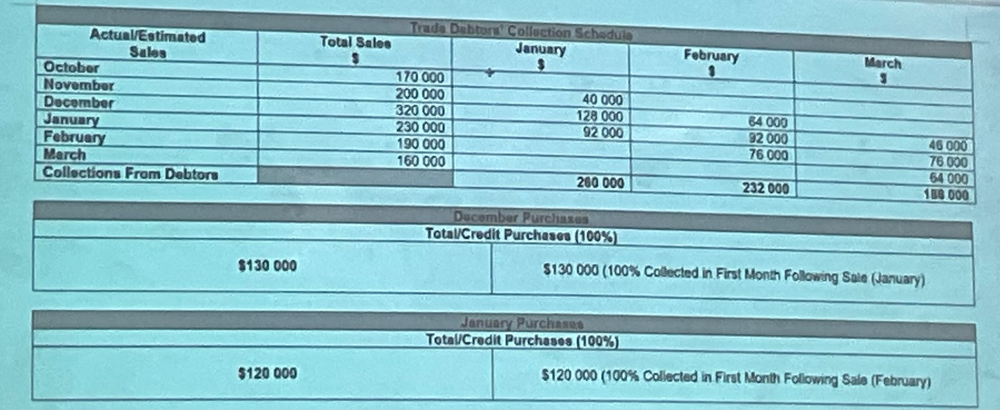 Trade Debtors' Collection Schedule
Actual/Estimated Sales Total Sales $ January $ February $ March $
October 170 000
November 200 000 40 000
December 320 000 128 000 64 000
January 230 000 92 000 92 000 46 000
February 190 000 76 000 76 000
March 160 000 64 000
Collections From Debtors 260 000 232 000 186 000
December Purchases
Total/Credit Purchases (100%)
$130 000 $130 000 (100% Collected in First Month Following Sale (January)
January Purchases
Total/Credit Purchases (100%)
$120 000 $120 000 (100% Collected in First Month Following Sale (February)